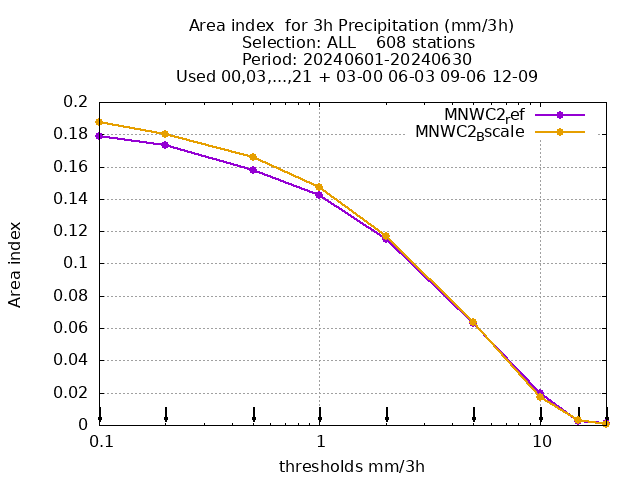 Area index  for 3h Precipitation (mm/3h)
Selection: ALL    608 stations
Period: 20240601-20240630
Used 00,03,...,21 + 03-00 06-03 09-06 12-09
MNWC2ref
MNWC2Bscale
0.2
0.18
0.16
0.14
0.12
0.1
0.08
0.06
0.04
0.02
0
Area index
0.1 1 10
thresholds mm/3h